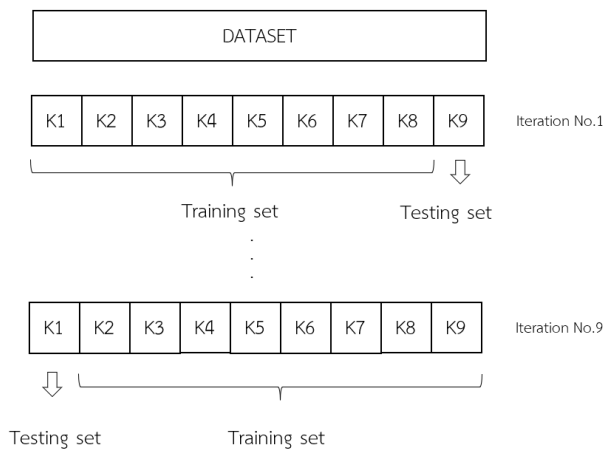 DATASET
K1 K2 K3 K4 K5 K6 K7 K8 K9 Iteration No.1
Training set Testing set
K1 K2 K3 K4 K5 K6 K7 K8 K9 Iteration No.9
Testing set Training set